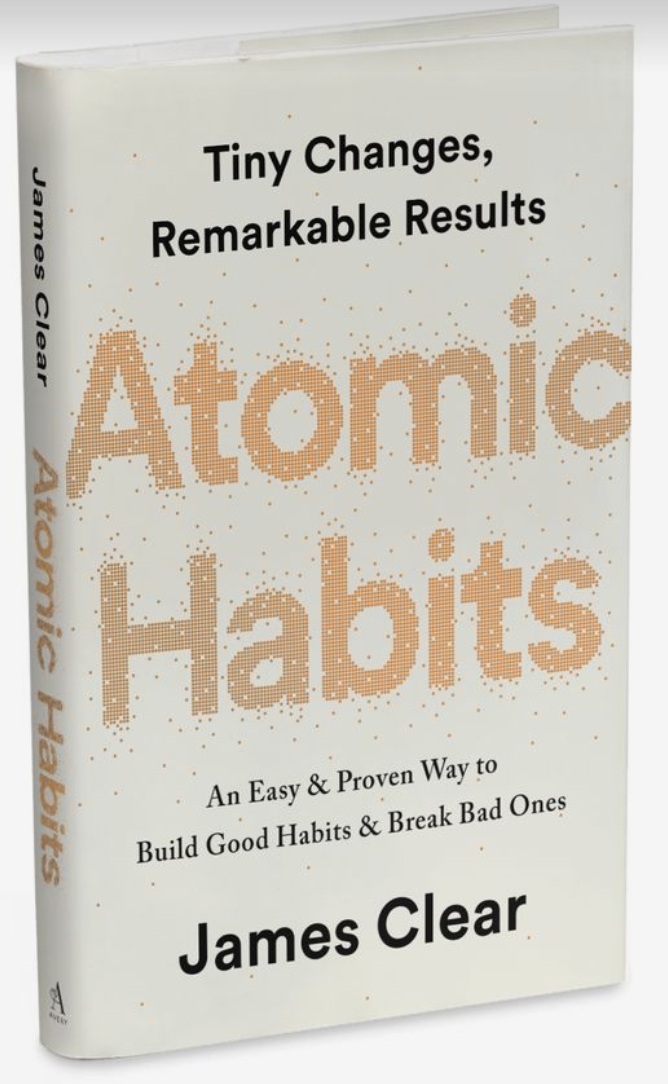 Tiny Changes,
Remarkable Results
Atomic
Habits
An Easy & Proven Way to
Build Good Habits & Break Bad Ones
James Clear
James Clear
Atomic Habits
A
AVERY